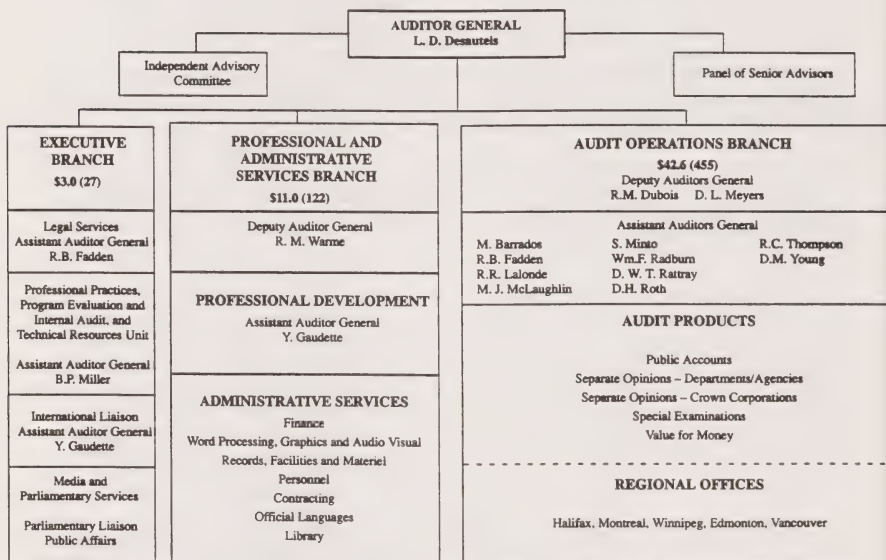 AUDITOR GENERAL
L. D. Desautels
Independent Advisory
Committee
Panel of Senior Advisors
EXECUTIVE
BRANCH
$3.0 (27)
Legal Services
Assistant Auditor General
R.B. Fadden
Professional Practices,
Program Evaluation and
Internal Audit, and
Technical Resources Unit
Assistant Auditor General
B.P. Miller
International Liaison
Assistant Auditor General
Y. Gaudette
Media and
Parliamentary Services
Parliamentary Liaison
Public Affairs
PROFESSIONAL AND
ADMINISTRATIVE
SERVICES BRANCH
$11.0 (122)
Deputy Auditor General
R. M. Warme
PROFESSIONAL DEVELOPMENT
Assistant Auditor General
Y. Gaudette
ADMINISTRATIVE SERVICES
Finance
Word Processing, Graphics and Audio Visual
Records, Facilities and Materiel
Personnel
Contracting
Official Languages
Library
AUDIT OPERATIONS BRANCH
$42.6 (455)
Deputy Auditors General
R.M. Dubois D. L. Meyers
Assistant Auditors General
M. Barrados S. Minto R.C. Thompson
R.B. Fadden Wm.F. Radburn D.M. Young
R.R. Lalonde D. W. T. Rattray
M. J. McLaughlin D.H. Roth
AUDIT PRODUCTS
Public Accounts
Separate Opinions – Departments/Agencies
Separate Opinions – Crown Corporations
Special Examinations
Value for Money
REGIONAL OFFICES
Halifax, Montreal, Winnipeg, Edmonton, Vancouver